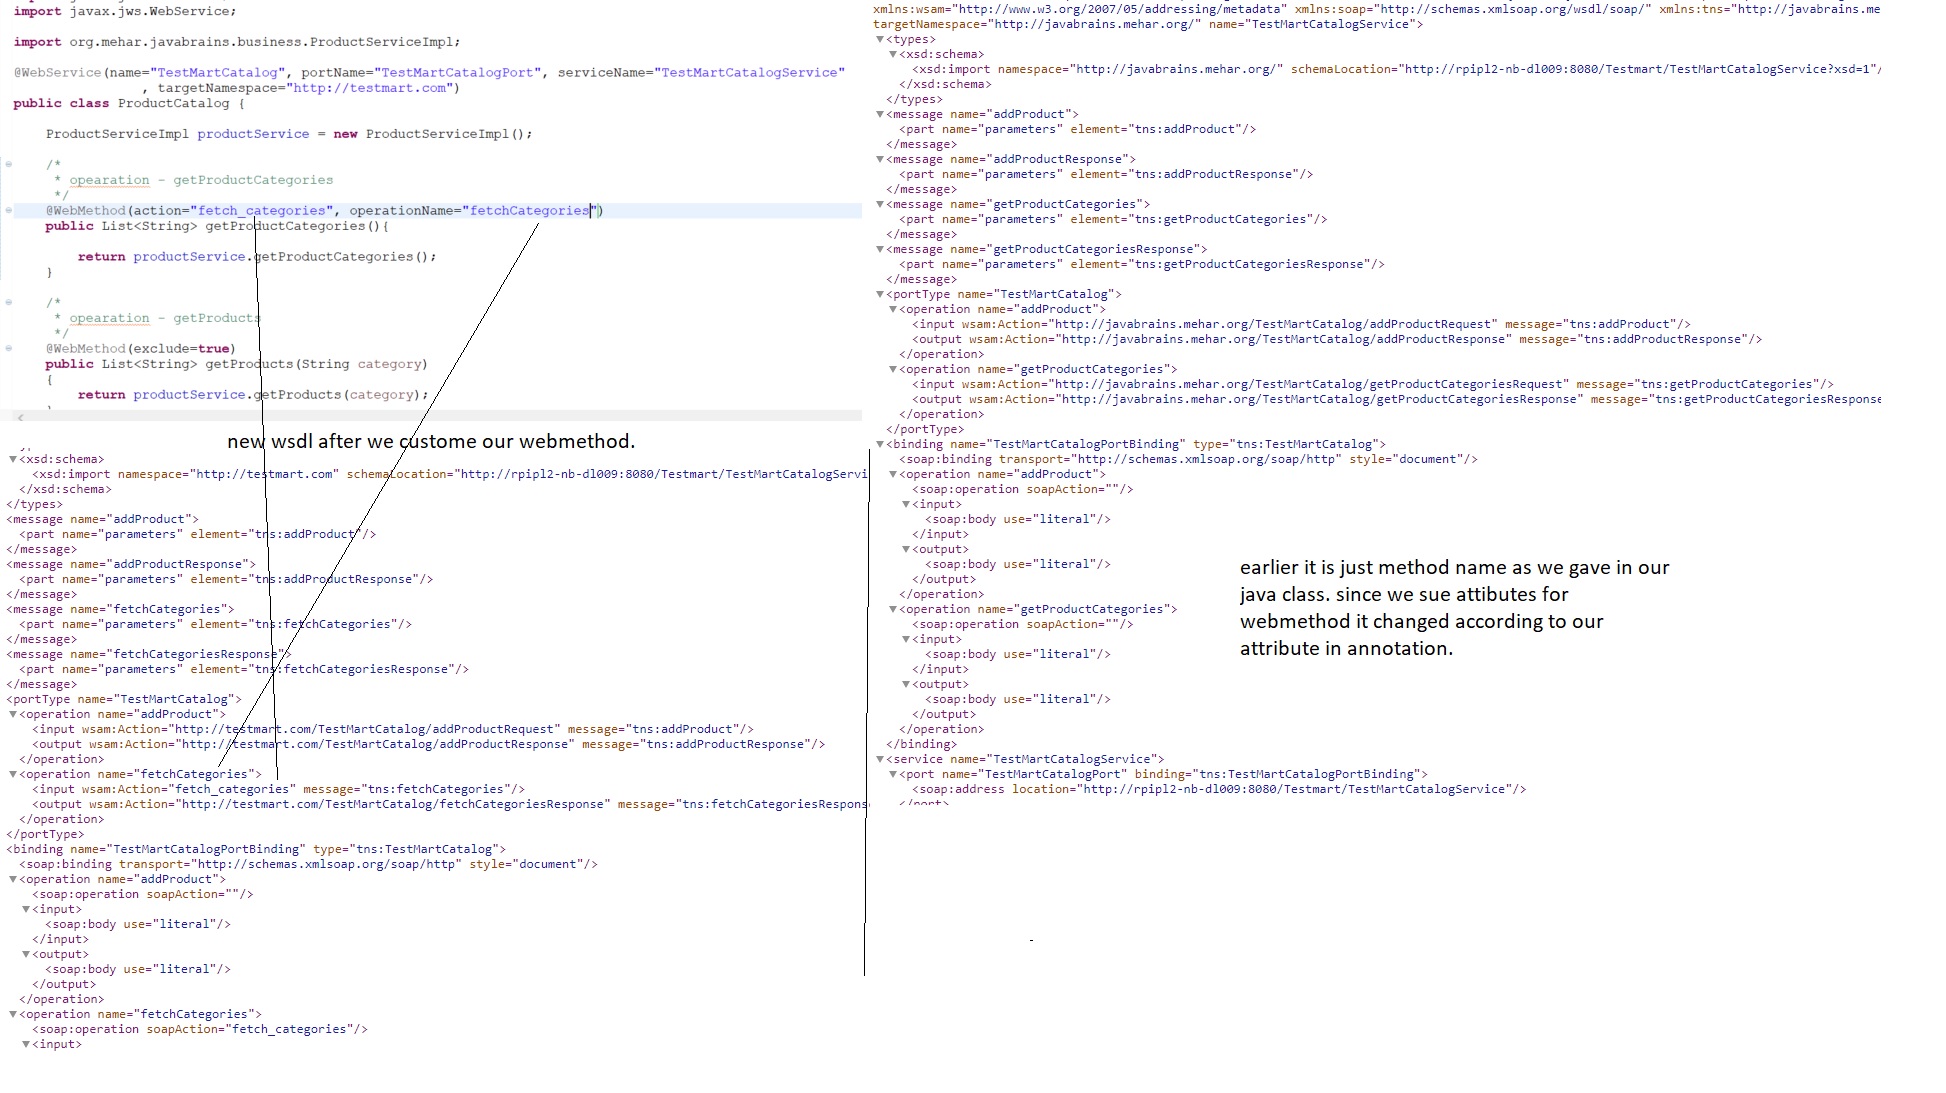 import javax.jws.WebService;
import org.mehar.javabrains.business.ProductServiceImpl;
@WebService(name="TestMartCatalog", portName="TestMartCatalogPort", serviceName="TestMartCatalogService"
, targetNamespace="http://testmart.com")
public class ProductCatalog {
ProductServiceImpl productService = new ProductServiceImpl();
/*
* opearation - getProductCategories
*/
@WebMethod(action="fetch_categories", operationName="fetchCategories")
public List<String> getProductCategories(){
return productService.getProductCategories();
}
/*
* opearation - getProducts
*/
@WebMethod(exclude=true)
public List<String> getProducts(String category)
{
return productService.getProducts(category);
new wsdl after we custome our webmethod.
<xsd:schema>
<xsd:import namespace="http://testmart.com" schemaLocation="http://rpipl2-nb-dl009:8080/Testmart/TestMartCatalogServi
</xsd:schema>
</types>
<message name="addProduct">
<part name="parameters" element="tns:addProduct"/>
</message>
<message name="addProductResponse">
<part name="parameters" element="tns:addProductResponse"/>
</message>
<message name="fetchCategories">
<part name="parameters" element="tns:fetchCategories"/>
</message>
<message name="fetchCategoriesResponse">
<part name="parameters" element="tns:fetchCategoriesResponse"/>
</message>
<portType name="TestMartCatalog">
<operation name="addProduct">
<input wsam:Action="http://testmart.com/TestMartCatalog/addProductRequest" message="tns:addProduct"/>
<output wsam:Action="http://testmart.com/TestMartCatalog/addProductResponse" message="tns:addProductResponse"/>
</operation>
<operation name="fetchCategories">
<input wsam:Action="fetch_categories" message="tns:fetchCategories"/>
<output wsam:Action="http://testmart.com/TestMartCatalog/fetchCategoriesResponse" message="tns:fetchCategoriesRespons
</operation>
</portType>
<binding name="TestMartCatalogPortBinding" type="tns:TestMartCatalog">
<soap:binding transport="http://schemas.xmlsoap.org/soap/http" style="document"/>
<operation name="addProduct">
<soap:operation soapAction=""/>
<input>
<soap:body use="literal"/>
</input>
<output>
<soap:body use="literal"/>
</output>
</operation>
<operation name="fetchCategories">
<soap:operation soapAction="fetch_categories"/>
<input>
xmlns:wsam="http://www.w3.org/2007/05/addressing/metadata" xmlns:soap="http://schemas.xmlsoap.org/wsdl/soap/" xmlns:tns="http://javabrains.me
targetNamespace="http://javabrains.mehar.org/" name="TestMartCatalogService">
<types>
<xsd:schema>
<xsd:import namespace="http://javabrains.mehar.org/" schemaLocation="http://rpipl2-nb-dl009:8080/Testmart/TestMartCatalogService?xsd=1"/
</xsd:schema>
</types>
<message name="addProduct">
<part name="parameters" element="tns:addProduct"/>
</message>
<message name="addProductResponse">
<part name="parameters" element="tns:addProductResponse"/>
</message>
<message name="getProductCategories">
<part name="parameters" element="tns:getProductCategories"/>
</message>
<message name="getProductCategoriesResponse">
<part name="parameters" element="tns:getProductCategoriesResponse"/>
</message>
<portType name="TestMartCatalog">
<operation name="addProduct">
<input wsam:Action="http://javabrains.mehar.org/TestMartCatalog/addProductRequest" message="tns:addProduct"/>
<output wsam:Action="http://javabrains.mehar.org/TestMartCatalog/addProductResponse" message="tns:addProductResponse"/>
</operation>
<operation name="getProductCategories">
<input wsam:Action="http://javabrains.mehar.org/TestMartCatalog/getProductCategoriesRequest" message="tns:getProductCategories"/>
<output wsam:Action="http://javabrains.mehar.org/TestMartCatalog/getProductCategoriesResponse" message="tns:getProductCategoriesResponse
</operation>
</portType>
<binding name="TestMartCatalogPortBinding" type="tns:TestMartCatalog">
<soap:binding transport="http://schemas.xmlsoap.org/soap/http" style="document"/>
<operation name="addProduct">
<soap:operation soapAction=""/>
<input>
<soap:body use="literal"/>
</input>
<output>
<soap:body use="literal"/>
</output>
</operation>
<operation name="getProductCategories">
<soap:operation soapAction=""/>
<input>
<soap:body use="literal"/>
</input>
<output>
<soap:body use="literal"/>
</output>
</operation>
</binding>
<service name="TestMartCatalogService">
<port name="TestMartCatalogPort" binding="tns:TestMartCatalogPortBinding">
<soap:address location="http://rpipl2-nb-dl009:8080/Testmart/TestMartCatalogService"/>
earlier it is just method name as we gave in our
java class. since we sue attibutes for
webmethod it changed according to our
attribute in annotation.